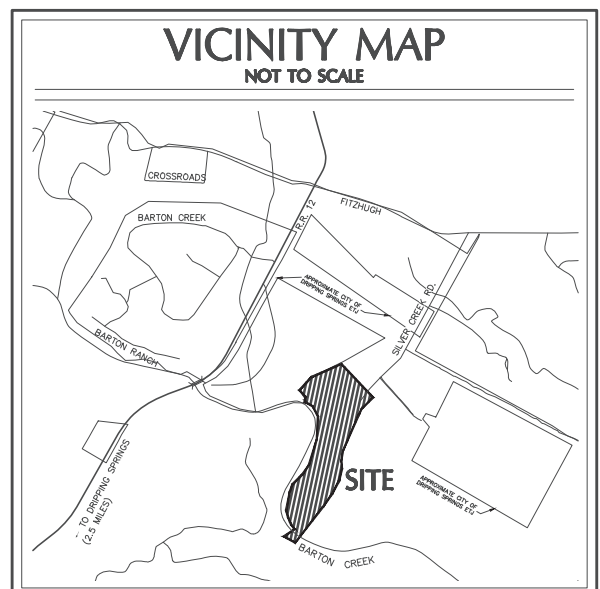 VICINITY MAP
NOT TO SCALE
CROSSROADS
BARTON CREEK
R.R. 12
FITZHUGH
APPROXIMATE CITY OF
DRIPPING SPRINGS ETJ
SILVER CREEK RD.
BARTON RANCH
TO DRIPPING SPRINGS
(2.5 MILES)
SITE
APPROXIMATE CITY OF
DRIPPING SPRINGS ETJ
BARTON CREEK